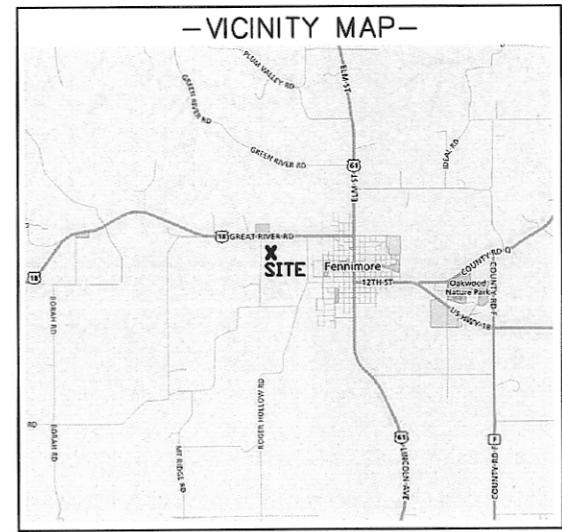 -VICINITY MAP-
PLUM VALLEY RD
ELM-ST
GREEN RIVER RD
GREEN RIVER RD
IDEAL RD
61
ELM-ST
18
GREAT-RIVER-RD
X
SITE
Fennimore
COUNTY-RD-Q
18
12TH-ST
Oakwood
Nature Park
COUNTY-RD-F
US-HWY-18
BORAH RD
ROGER HOLLOW RD
RD
BORAH RD
MT RIDGE RD
61
LINCOLN-AVE
F
COUNTY-RD-F